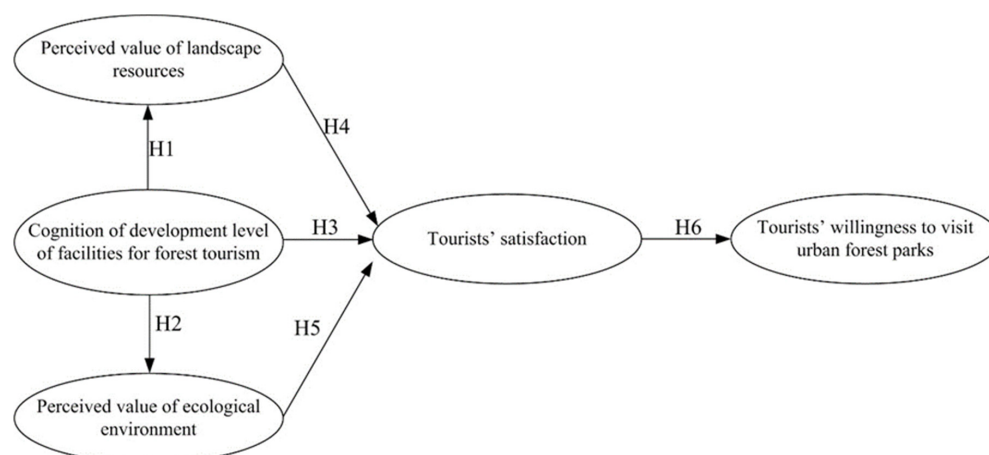 Perceived value of landscape
resources
H4
H1
Cognition of development level
of facilities for forest tourism
H3
Tourists' satisfaction
H6
Tourists' willingness to visit
urban forest parks
H2
H5
Perceived value of ecological
environment